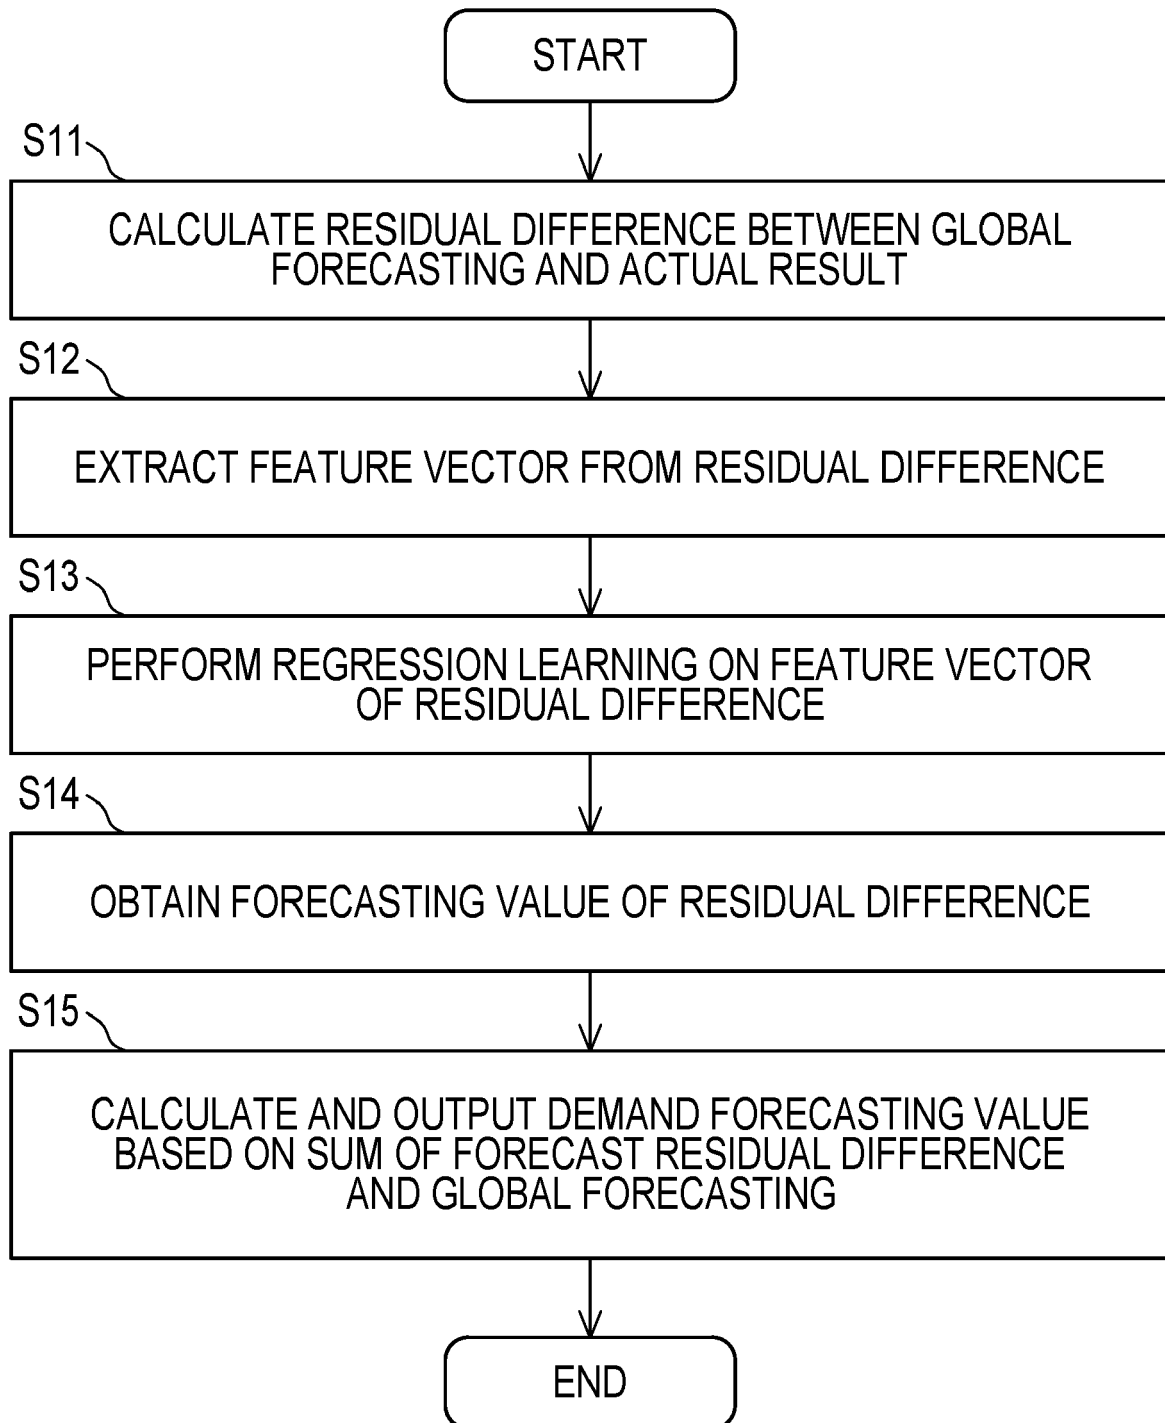 START
S11
CALCULATE RESIDUAL DIFFERENCE BETWEEN GLOBAL
FORECASTING AND ACTUAL RESULT
S12
EXTRACT FEATURE VECTOR FROM RESIDUAL DIFFERENCE
S13
PERFORM REGRESSION LEARNING ON FEATURE VECTOR
OF RESIDUAL DIFFERENCE
S14
OBTAIN FORECASTING VALUE OF RESIDUAL DIFFERENCE
S15
CALCULATE AND OUTPUT DEMAND FORECASTING VALUE
BASED ON SUM OF FORECAST RESIDUAL DIFFERENCE
AND GLOBAL FORECASTING
END